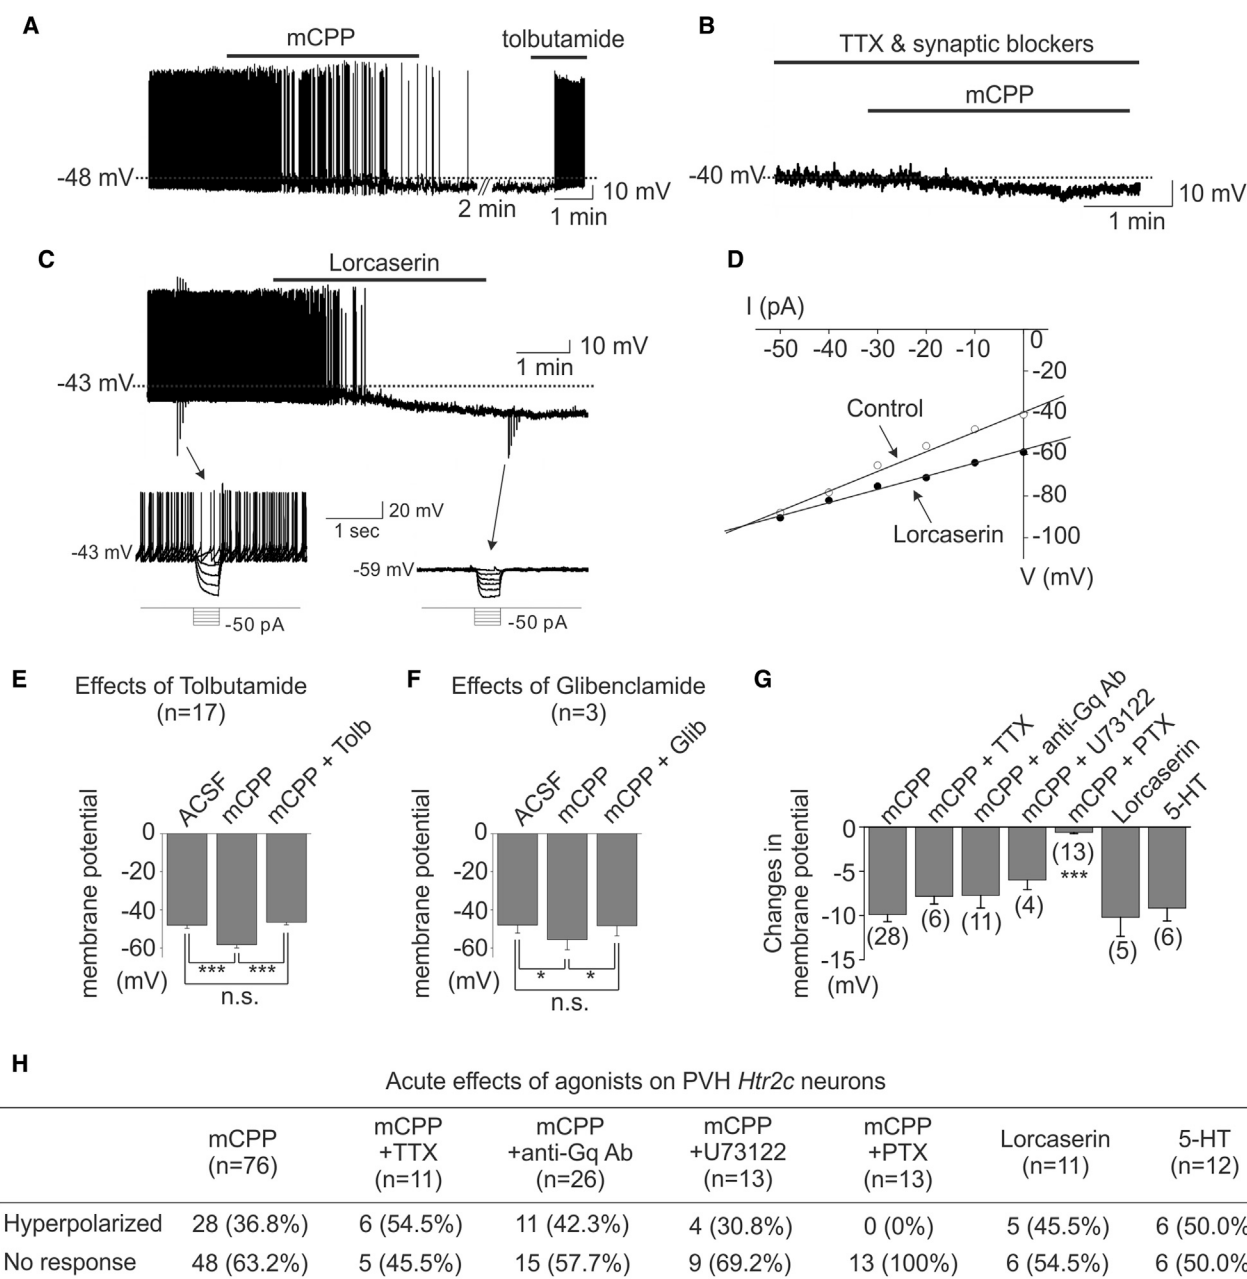 A
mCPP
tolbutamide
-48 mV
2 min
10 mV
1 min
B
TTX & synaptic blockers
mCPP
-40 mV
10 mV
1 min
C
Lorcaserin
10 mV
1 min
-43 mV
20 mV
1 sec
-43 mV
-59 mV
-50 pA
-50 pA
D
I (pA)
-50 -40 -30 -20 -10 0
-20
-40
-60
-80
-100
V (mV)
Control
Lorcaserin
E
Effects of Tolbutamide
(n=17)
ACSF
mCPP
mCPP + Tolb
membrane potential
(mV)
0
-20
-40
-60
*** ***
n.s.
F
Effects of Glibenclamide
(n=3)
ACSF
mCPP
mCPP + Glib
membrane potential
(mV)
0
-20
-40
-60
* *
n.s.
G
mCPP
mCPP + TTX
mCPP + anti-Gq Ab
mCPP + U73122
mCPP + PTX
Lorcaserin
5-HT
Changes in
membrane potential
(mV)
0
-5
-10
-15
(28) (6) (11) (4) (13) (5) (6)
***
H
Acute effects of agonists on PVH Htr2c neurons
mCPP (n=76) mCPP +TTX (n=11) mCPP +anti-Gq Ab (n=26) mCPP +U73122 (n=13) mCPP +PTX (n=13) Lorcaserin (n=11) 5-HT (n=12)
Hyperpolarized 28 (36.8%) 6 (54.5%) 11 (42.3%) 4 (30.8%) 0 (0%) 5 (45.5%) 6 (50.0%
No response 48 (63.2%) 5 (45.5%) 15 (57.7%) 9 (69.2%) 13 (100%) 6 (54.5%) 6 (50.0%